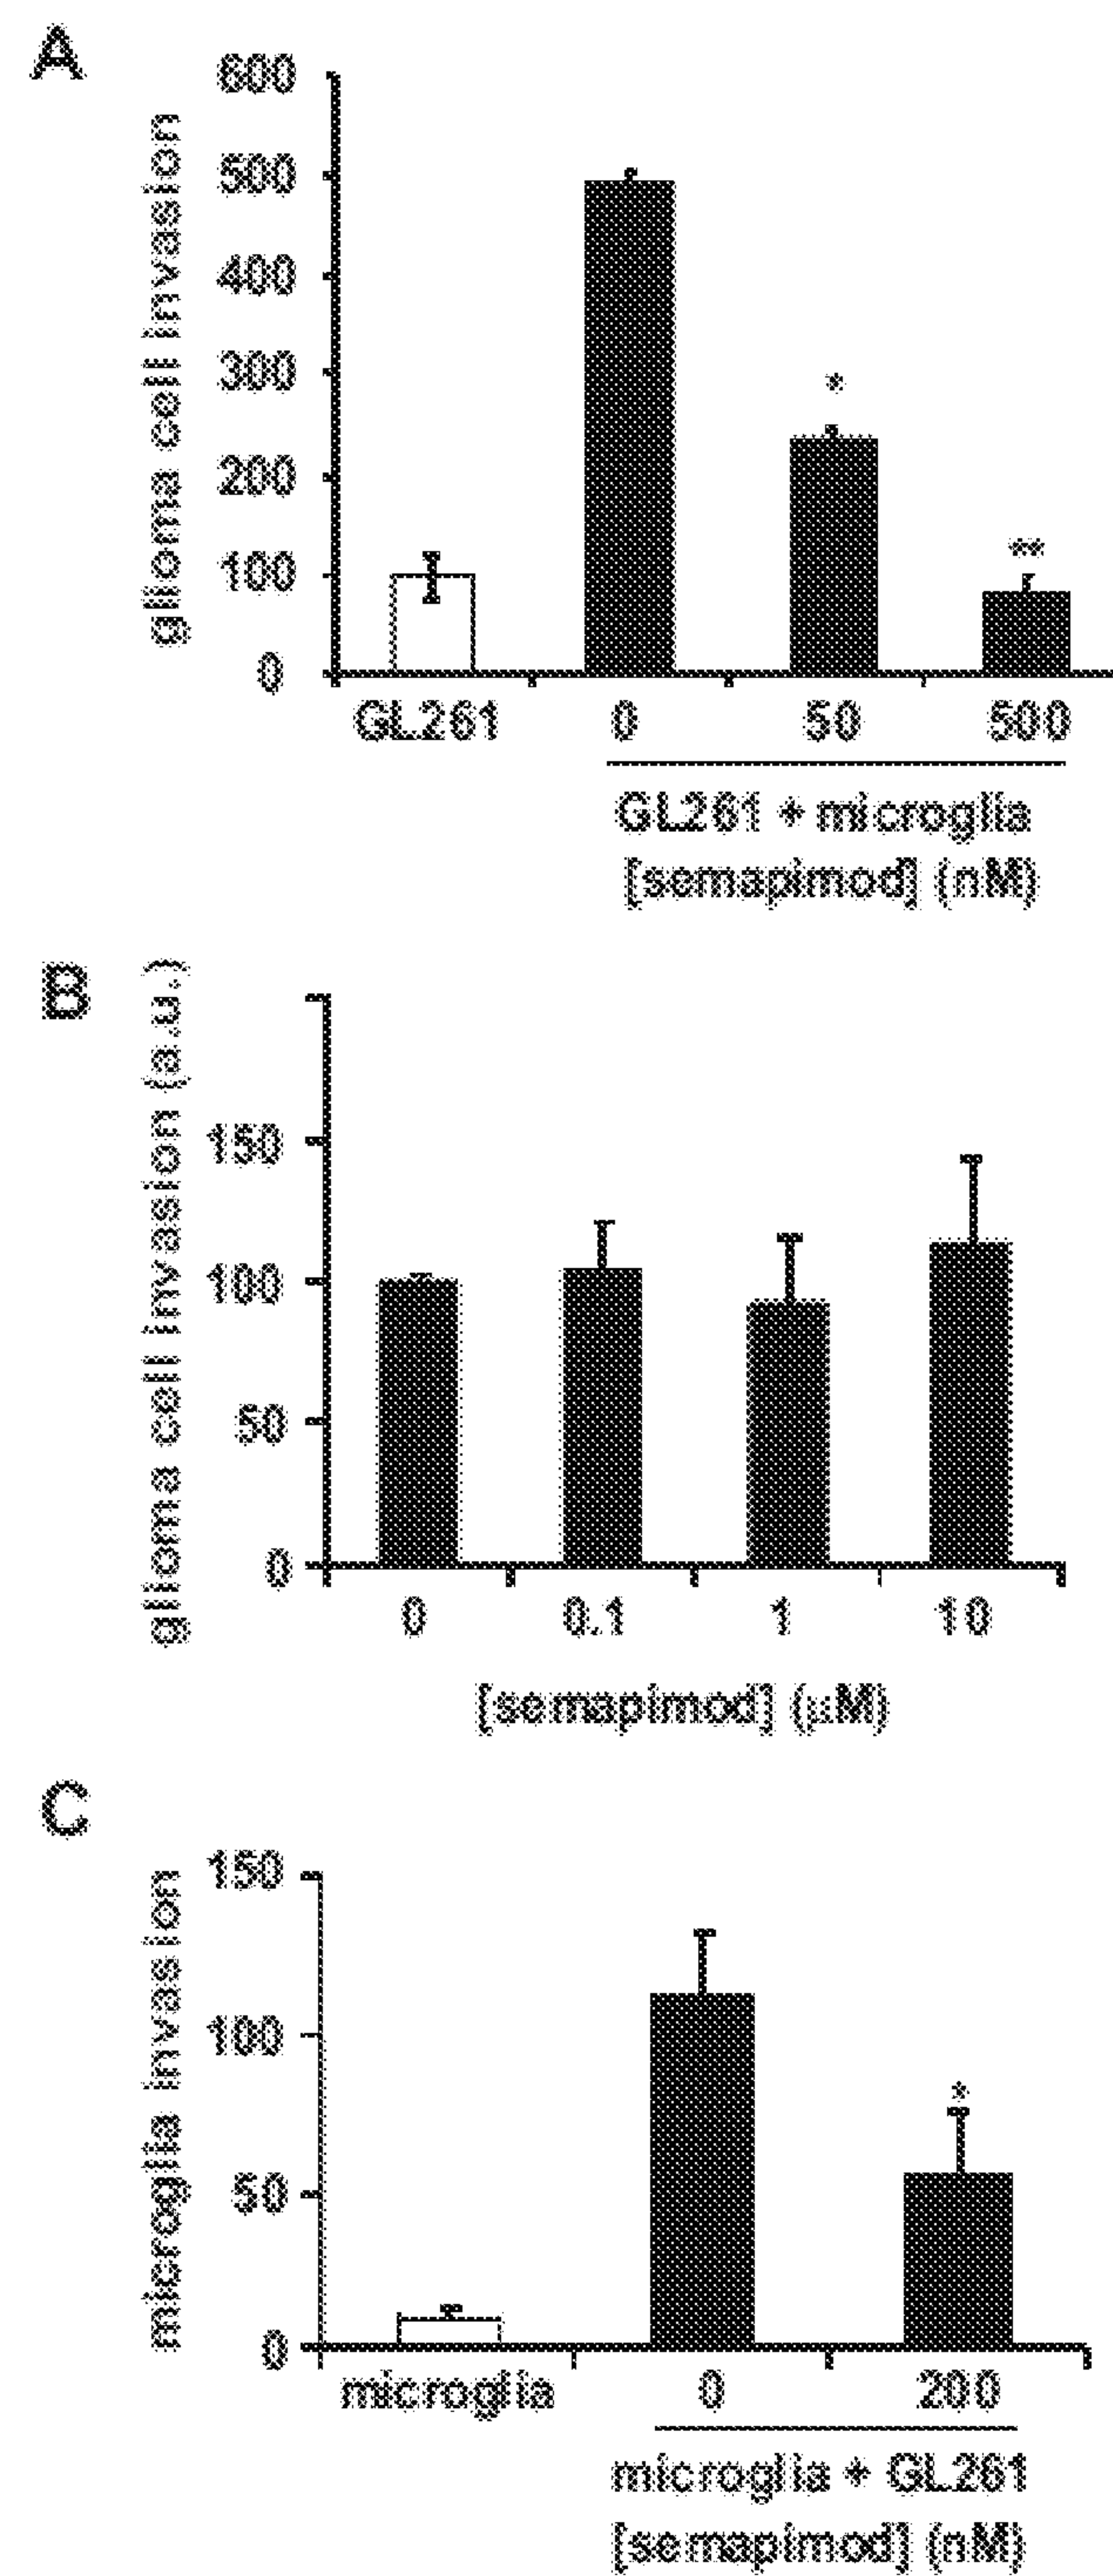 A
glioma cell invasion
600
500
400
300
200
100
0
*
**
GL261 0 50 500
GL261 + microglia
[semapimod] (nM)
B
glioma cell invasion (a.u.)
150
100
50
0
0 0.1 1 10
[semapimod] (µM)
C
microglia invasion
150
100
50
0
*
microglia 0 200
microglia + GL261
[semapimod] (nM)